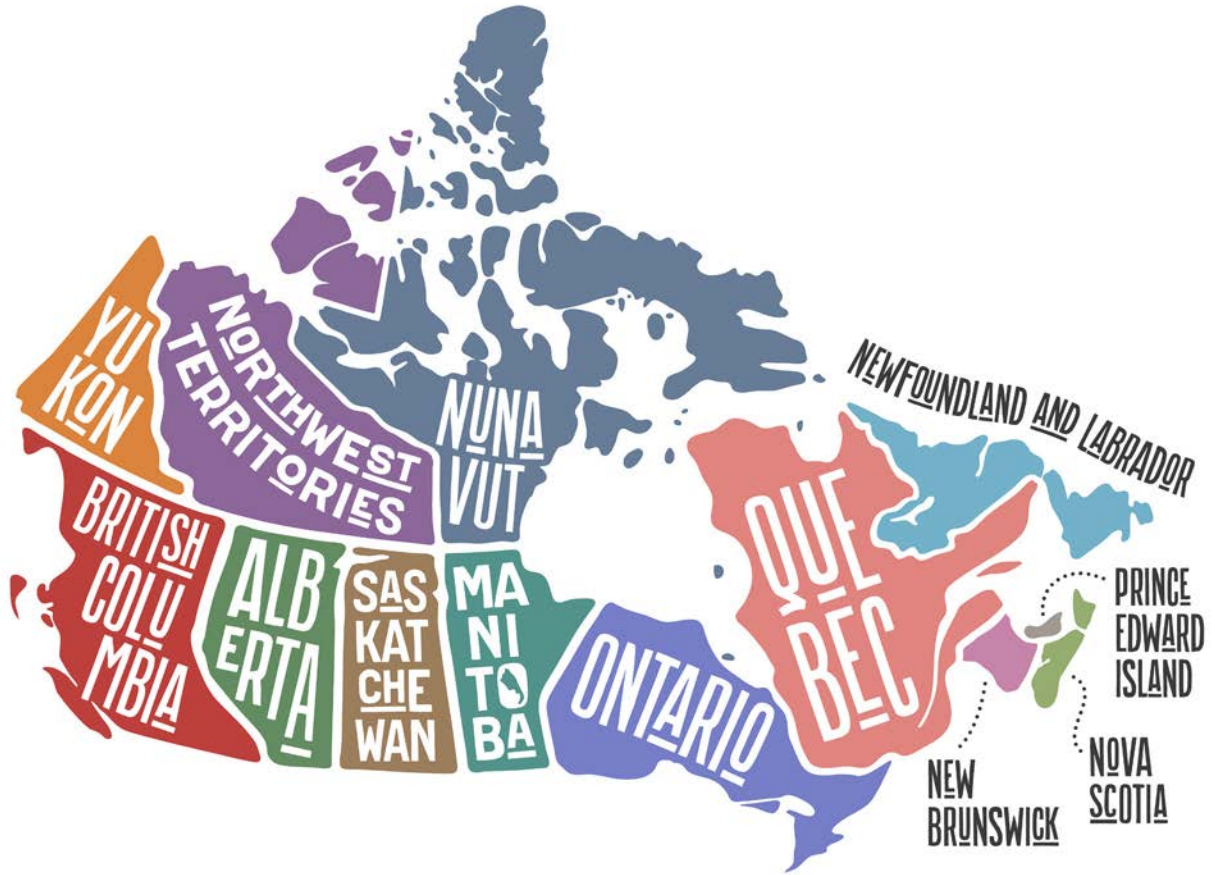 YU
KON
NORTHWEST
TERRITORIES
NUNA
VUT
NEWFOUNDLAND AND LABRADOR
BRITISH
COLU
MBIA
ALB
ERTA
SAS
KAT
CHE
WAN
MA
NI
TO
BA
ONTARIO
QUE
BEC
PRINCE
EDWARD
ISLAND
NOVA
SCOTIA
NEW
BRUNSWICK